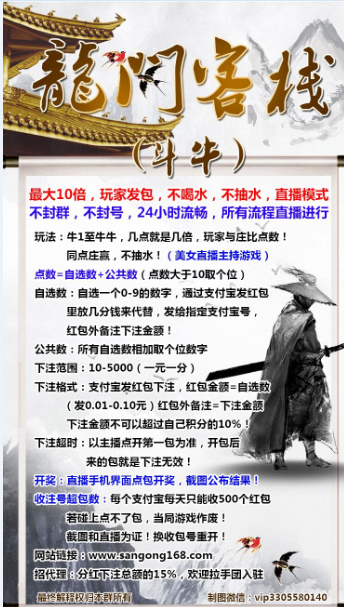 龍門客栈
(斗牛)
最大10倍，玩家发包，不喝水，不抽水，直播模式
不封群，不封号，24小时流畅，所有流程直播进行
玩法：牛1至牛牛，几点就是几倍，玩家与庄比点数！
同点庄赢，不抽水！（美女直播主持游戏）
点数=自选数+公共数（点数大于10取个位）
自选数：自选一个0-9的数字，通过支付宝发红包
里放几分钱来代替，发给指定支付宝号，
红包外备注下注金额！
公共数：所有自选数相加取个位数字
下注范围：10-5000（一元一分）
下注格式：支付宝发红包下注，红包金额=自选数
（发0.01-0.10元）红包外备注=下注金额
下注金额不可以超过自己积分的10%！
下注超时：以主播点开第一包为准，开包后
来的包就是下注无效！
开奖：直播手机界面点包开奖，截图公布结果！
收注号超包数：每个支付宝每天只能收500个红包
若碰上点不了包，当局游戏作废！
截图和直播为证！换收包号重开！
网站链接：www.sangong168.com
招代理：分红下注总额的15%，欢迎拉手团入驻
最终解程权归本群所有
制图微信：vip3305580140